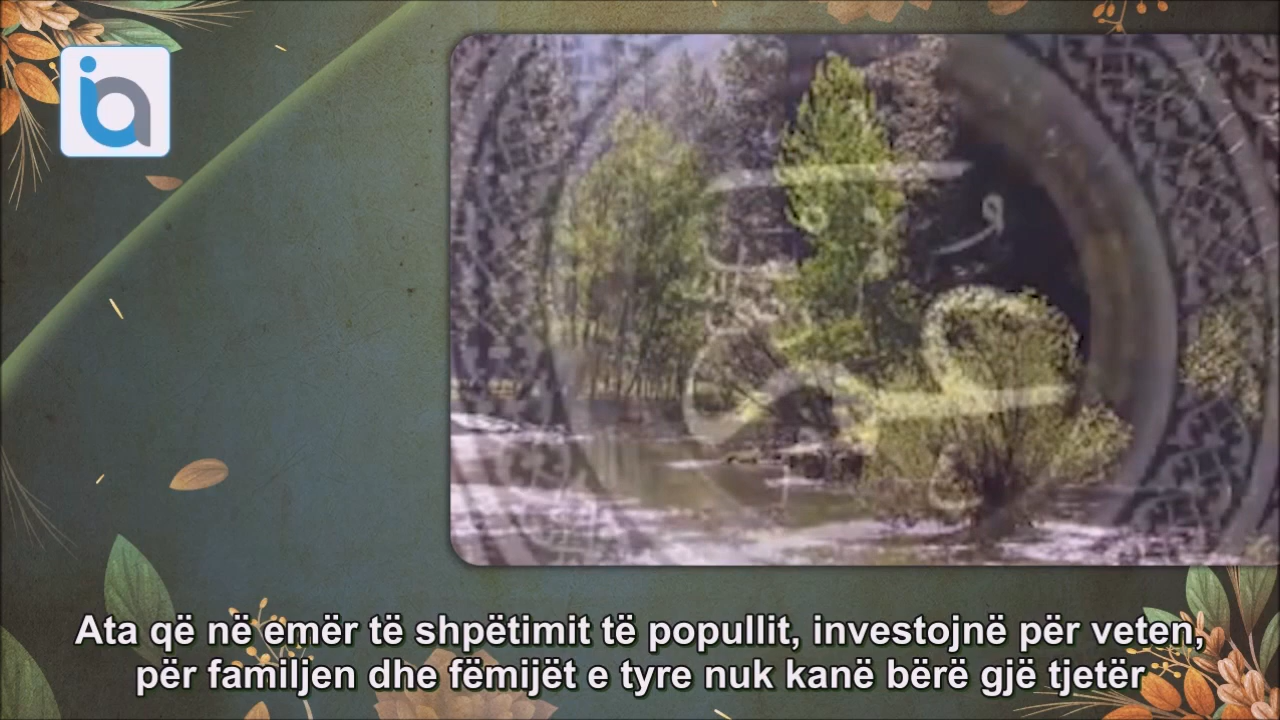 Ata që në emër të shpëtimit të popullit, investojnë për veten,
për familjen dhe fëmijët e tyre nuk kanë bërë gjë tjetër